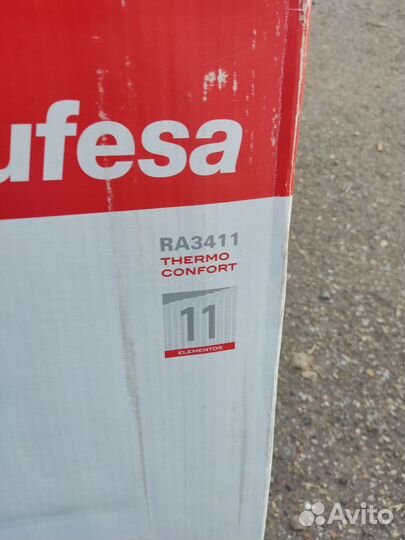 ufesa
RA3411
THERMO
CONFORT
11
ELEMENTOS
Avito